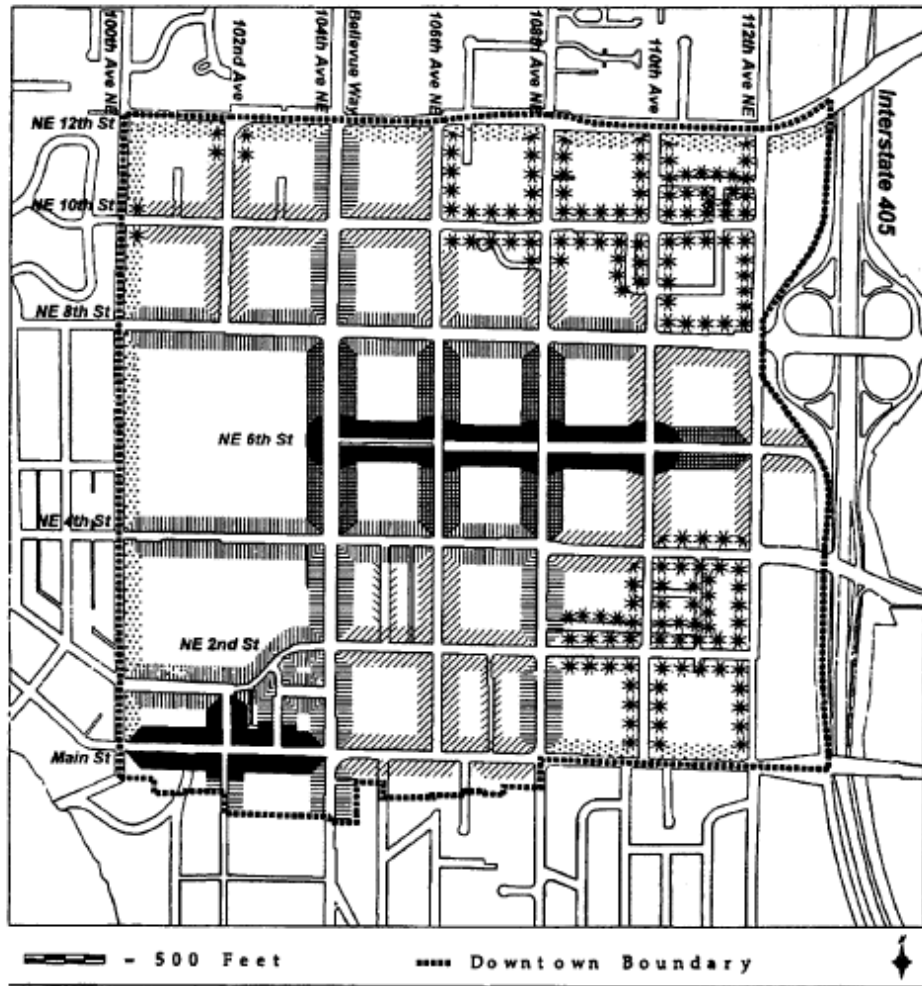 100th Ave NE
102nd Ave
104th Ave NE
Bellevue Way
106th Ave NE
108th Ave NE
110th Ave
112th Ave NE
NE 12th St
Interstate 405
NE 10th St
NE 8th St
NE 6th St
NE 4th St
NE 2nd St
Main St
- 500 Feet
Downtown Boundary